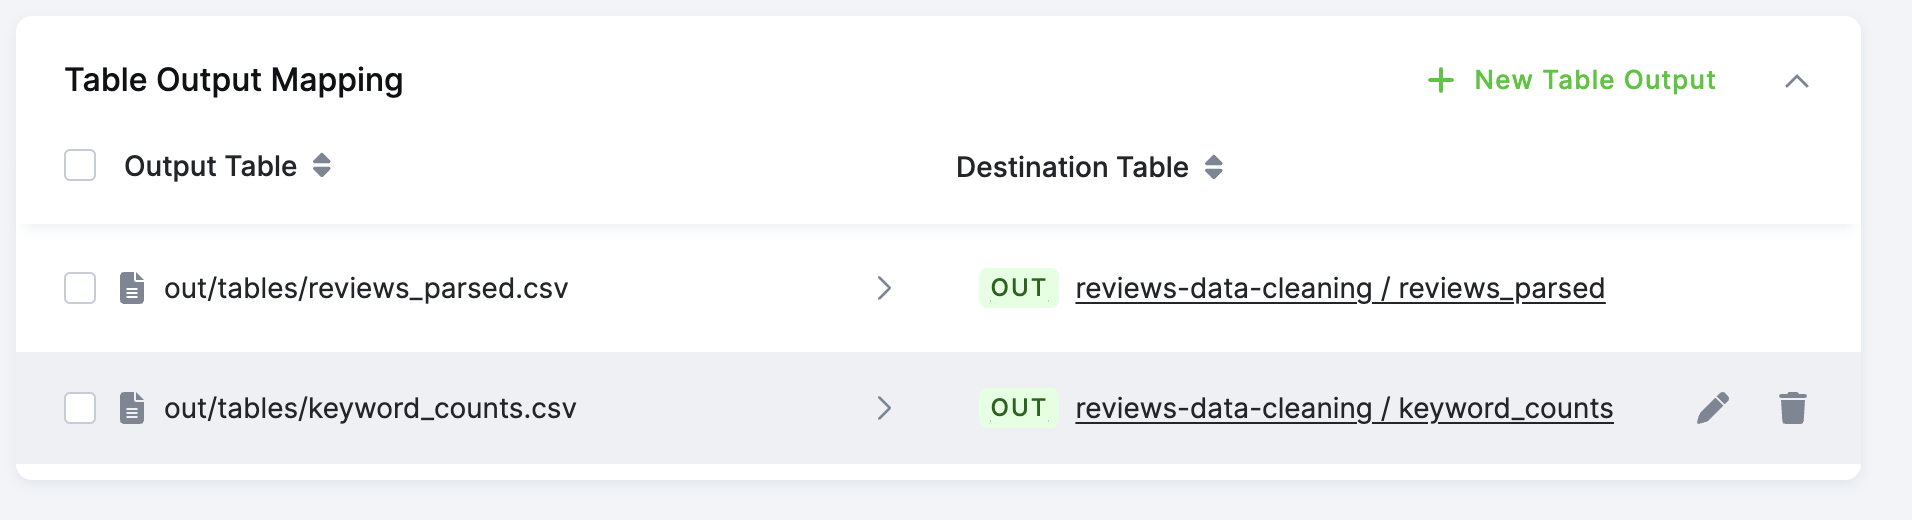 Table Output Mapping
New Table Output
Output Table
Destination Table
out/tables/reviews_parsed.csv
OUT reviews-data-cleaning / reviews_parsed
out/tables/keyword_counts.csv
OUT reviews-data-cleaning / keyword_counts